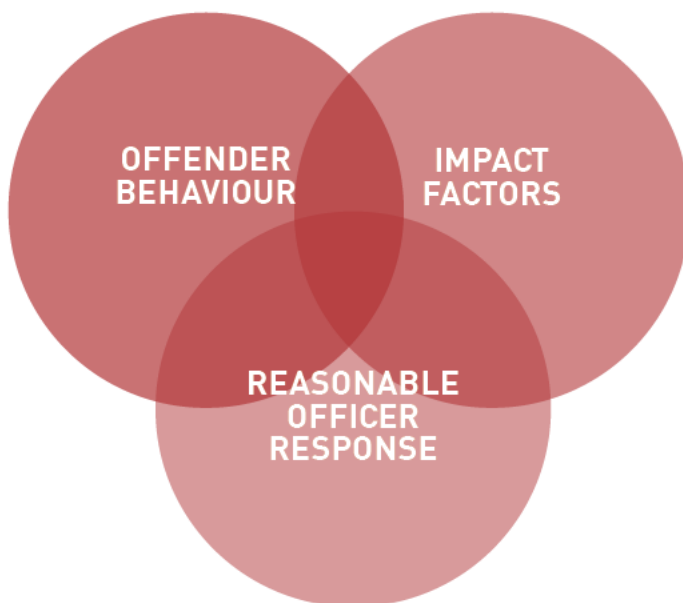 OFFENDER
BEHAVIOUR
IMPACT
FACTORS
REASONABLE
OFFICER
RESPONSE